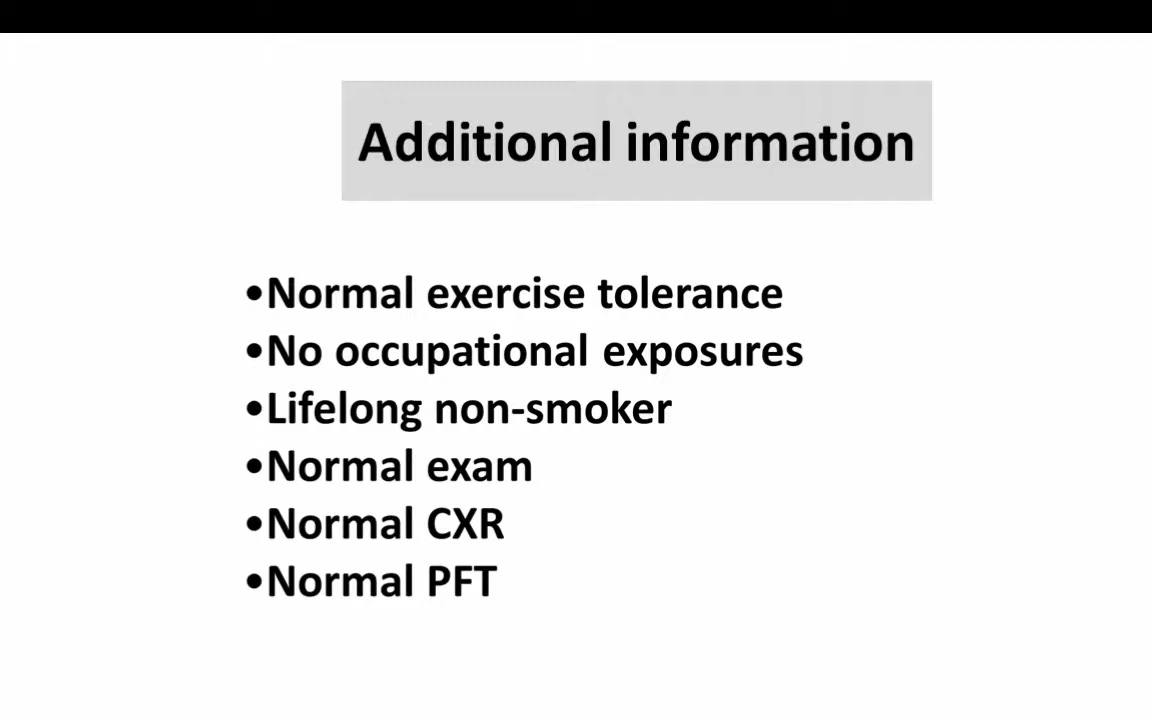 Additional information
•Normal exercise tolerance
•No occupational exposures
•Lifelong non-smoker
•Normal exam
•Normal CXR
•Normal PFT